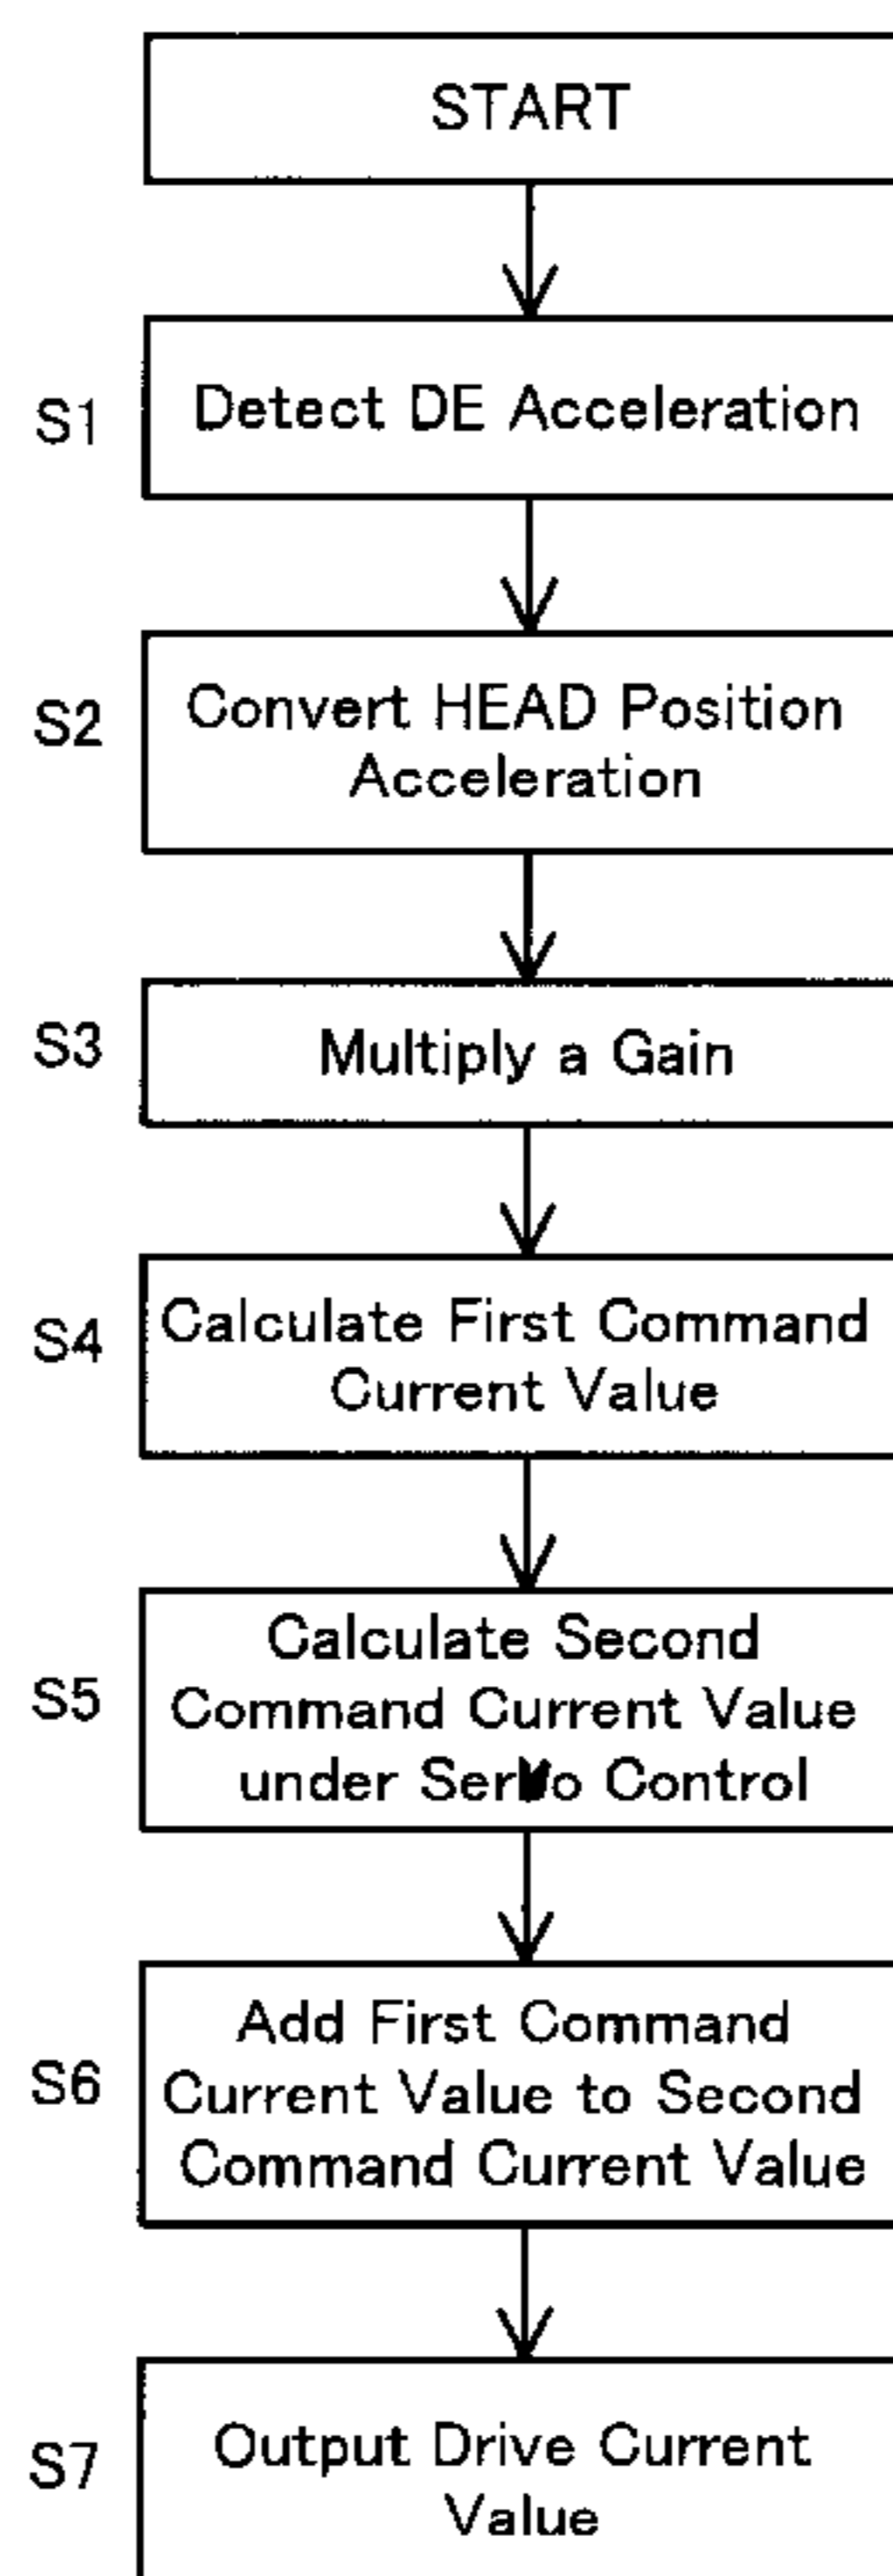 START
S1
Detect DE Acceleration
S2
Convert HEAD Position
Acceleration
S3
Multiply a Gain
S4
Calculate First Command
Current Value
S5
Calculate Second
Command Current Value
under Servo Control
S6
Add First Command
Current Value to Second
Command Current Value
S7
Output Drive Current
Value